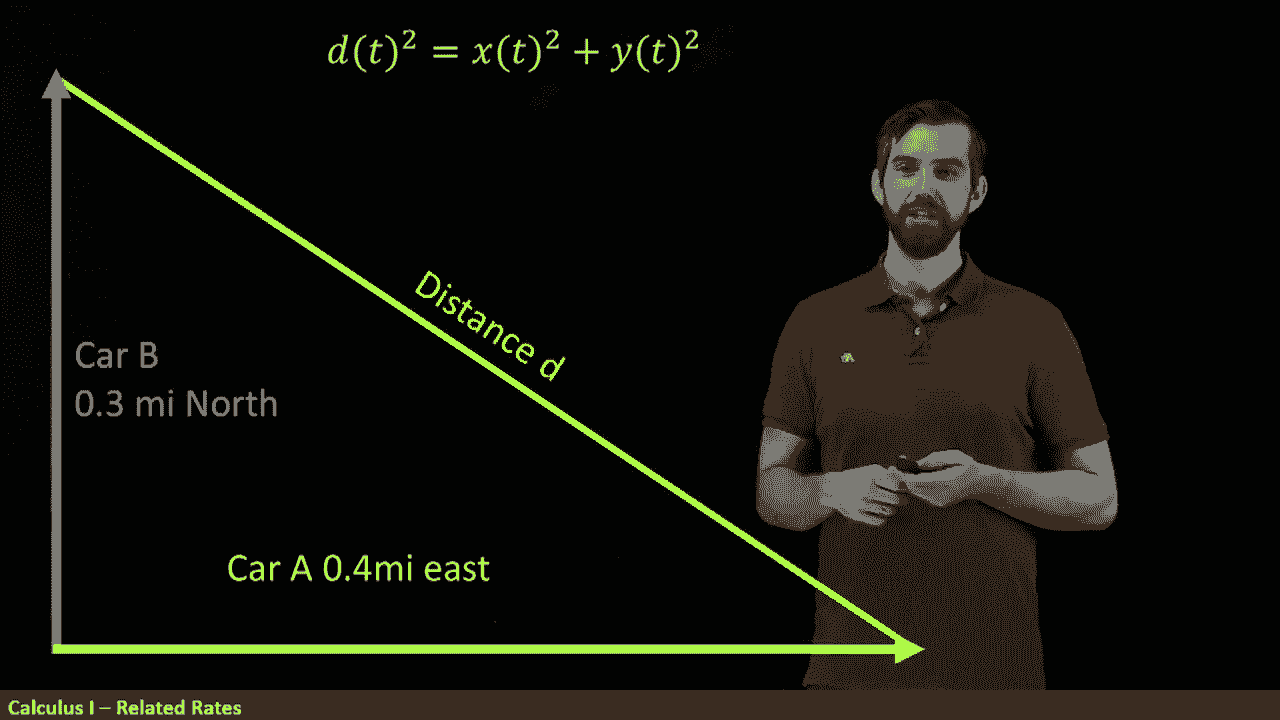 d(t)² = x(t)² + y(t)²
Distance d
Car B
0.3 mi North
Car A 0.4mi east
Calculus I – Related Rates